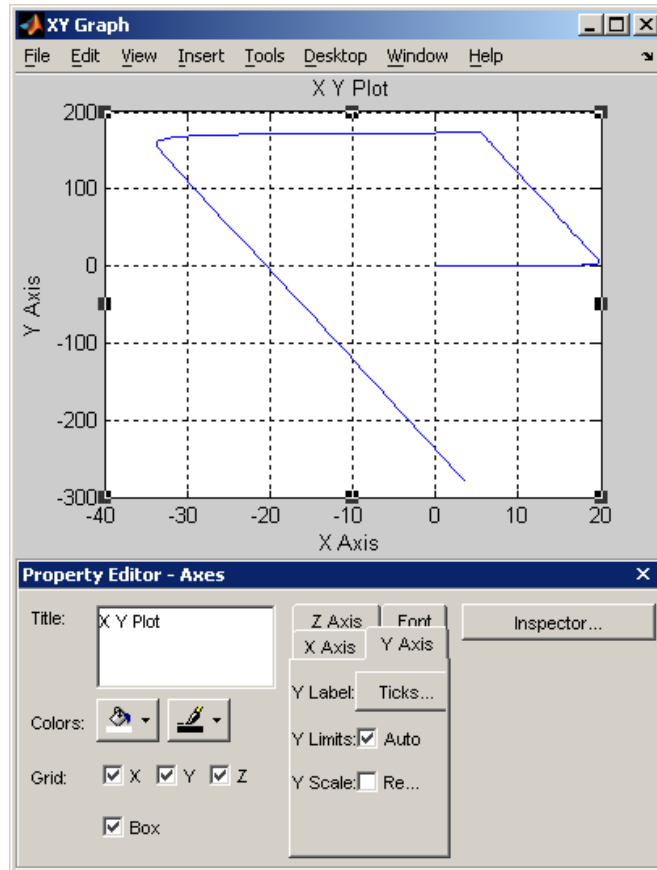 XY Graph
File Edit View Insert Tools Desktop Window Help
X Y Plot
200
100
0
-100
-200
-300
Y Axis
-40 -30 -20 -10 0 10 20
X Axis
Property Editor - Axes
Title: X Y Plot
Colors:
Grid: X Y Z
Box
Z Axis Font
X Axis Y Axis
Y Label: Ticks...
Y Limits: Auto
Y Scale: Re...
Inspector...